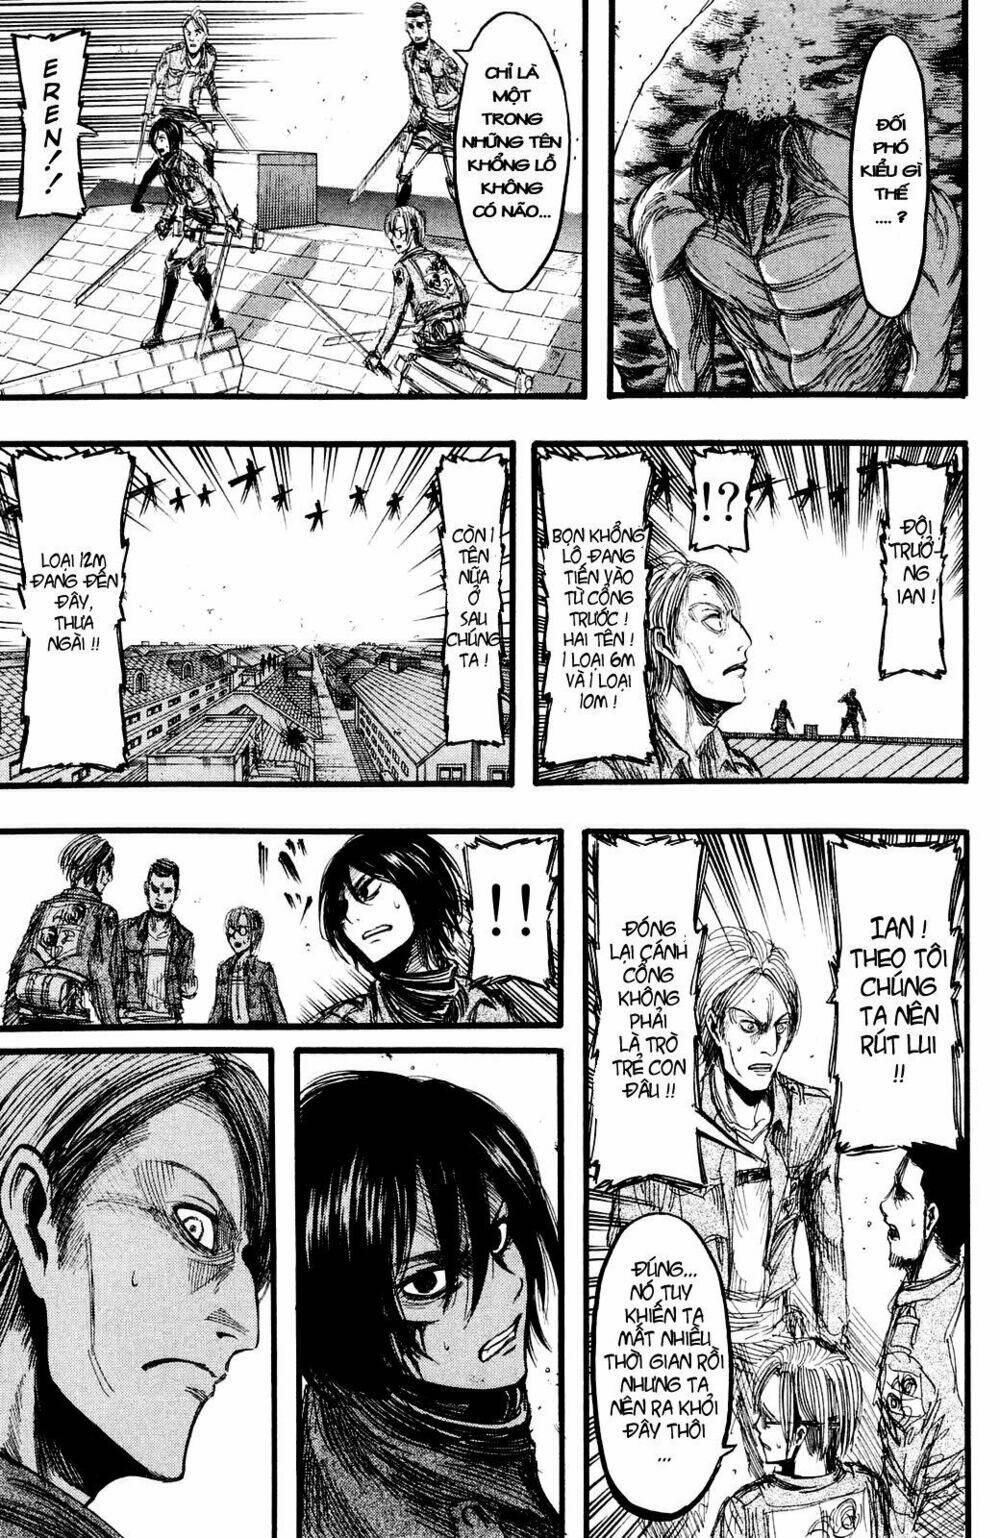 ĐỐI
PHÓ
KIỂU GÌ
THẾ
.... ?
CHỈ LÀ
MỘT
TRONG
NHỮNG TÊN
KHỔNG LỒ
KHÔNG
CÓ NÃO...
EREN!!
ĐỘI
TRƯỞ-
NG
IAN !
!?
BỌN KHỔNG
LỒ ĐANG
TIẾN VÀO
TỪ CỔNG
TRƯỚC !
HAI TÊN !
1 LOẠI 6M
VÀ 1 LOẠI
10M !
CÒN 1
TÊN
NỮA
Ở
SAU
CHÚNG
TA !
LOẠI 12M
ĐANG ĐẾN
ĐÂY,
THƯA
NGÀI !!
IAN !
THEO TÔI
CHÚNG
TA NÊN
RÚT LUI
!!
ĐÓNG
LẠI CÁNH
CỔNG
KHÔNG
PHẢI
LÀ TRÒ
TRẺ CON
ĐÂU !!
ĐÚNG...
NÓ TUY
KHIẾN TA
MẤT NHIỀU
THỜI GIAN RỒI
NHƯNG TA
NÊN RA KHỎI
ĐÂY THÔI
...
!!